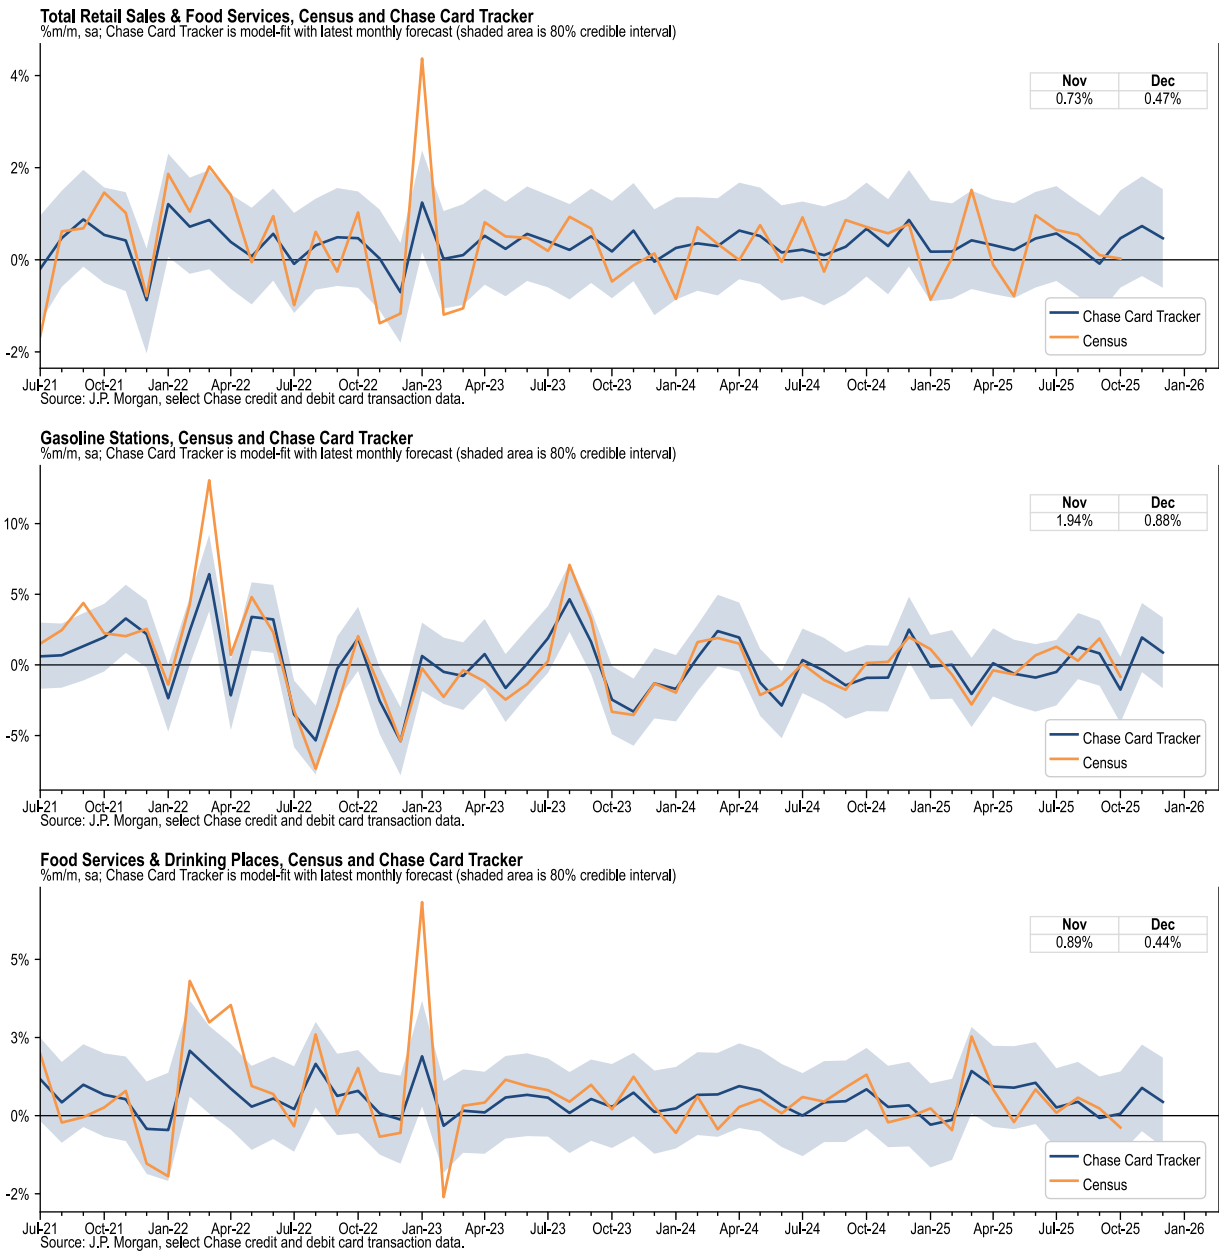 Total Retail Sales & Food Services, Census and Chase Card Tracker
%m/m, sa; Chase Card Tracker is model-fit with latest monthly forecast (shaded area is 80% credible interval)
4%
2%
0%
-2%
Nov Dec
0.73% 0.47%
Chase Card Tracker
Census
Jul-21 Oct-21 Jan-22 Apr-22 Jul-22 Oct-22 Jan-23 Apr-23 Jul-23 Oct-23 Jan-24 Apr-24 Jul-24 Oct-24 Jan-25 Apr-25 Jul-25 Oct-25 Jan-26
Source: J.P. Morgan, select Chase credit and debit card transaction data.
Gasoline Stations, Census and Chase Card Tracker
%m/m, sa; Chase Card Tracker is model-fit with latest monthly forecast (shaded area is 80% credible interval)
10%
5%
0%
-5%
Nov Dec
1.94% 0.88%
Chase Card Tracker
Census
Jul-21 Oct-21 Jan-22 Apr-22 Jul-22 Oct-22 Jan-23 Apr-23 Jul-23 Oct-23 Jan-24 Apr-24 Jul-24 Oct-24 Jan-25 Apr-25 Jul-25 Oct-25 Jan-26
Source: J.P. Morgan, select Chase credit and debit card transaction data.
Food Services & Drinking Places, Census and Chase Card Tracker
%m/m, sa; Chase Card Tracker is model-fit with latest monthly forecast (shaded area is 80% credible interval)
5%
3%
0%
-2%
Nov Dec
0.89% 0.44%
Chase Card Tracker
Census
Jul-21 Oct-21 Jan-22 Apr-22 Jul-22 Oct-22 Jan-23 Apr-23 Jul-23 Oct-23 Jan-24 Apr-24 Jul-24 Oct-24 Jan-25 Apr-25 Jul-25 Oct-25 Jan-26
Source: J.P. Morgan, select Chase credit and debit card transaction data.